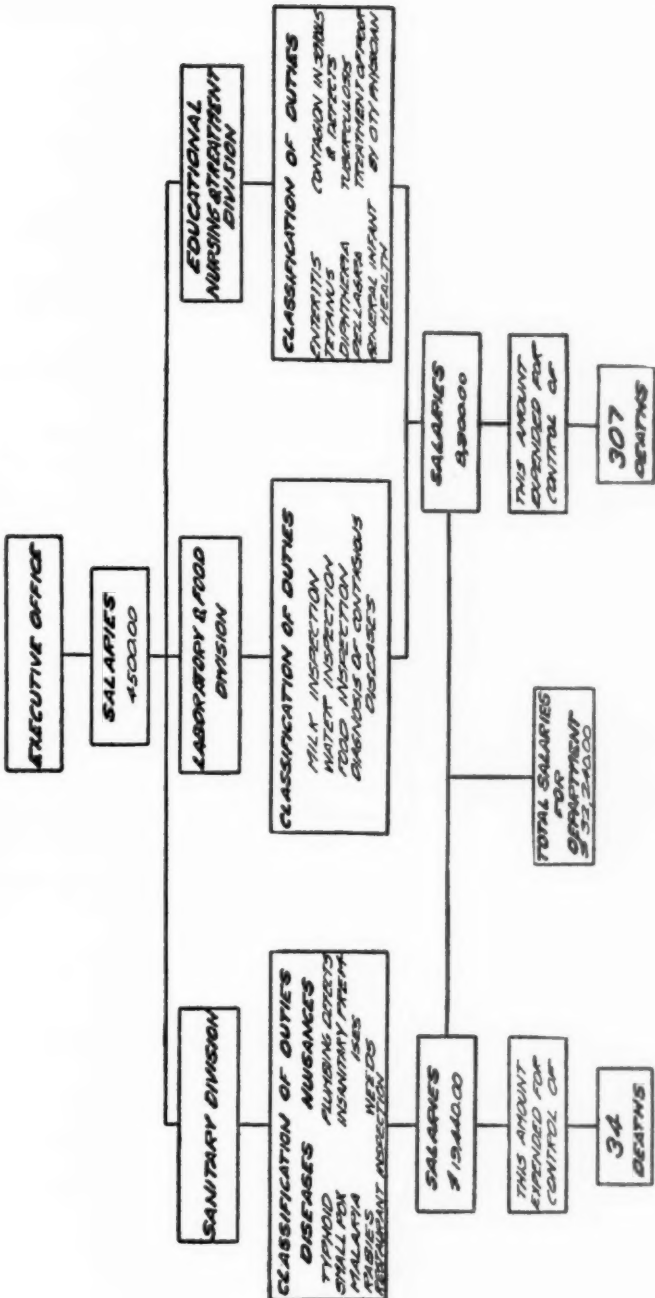 EXECUTIVE OFFICE
SALARIES
4500.00
SANITARY DIVISION
LABORATORY & FOOD
DIVISION
EDUCATIONAL
NURSING & TREATMENT
DIVISION
CLASSIFICATION OF DUTIES
DISEASES NUISANCES
TYPHOID PLUMBING DEFECTS
SMALL POX INSANITARY PREM-
MALARIA ISES
RABIES WEEDS
RESTAURANT INSPECTION
CLASSIFICATION OF DUTIES
MILK INSPECTION
WATER INSPECTION
FOOD INSPECTION
DIAGNOSIS OF CONTAGIOUS
DISEASES
CLASSIFICATION OF DUTIES
ENTERITIS CONTAGION IN
TETANUS & DEFECTS
DIPHTHERIA TUBERCULOSIS
PELLAGRA TREATMENT OF POOR
GENERAL INFANT BY CITY PHYSICIAN
HEALTH
SALARIES
$19,440.00
SALARIES
8,300.00
TOTAL SALARIES
FOR
DEPARTMENT
$32,240.00
THIS AMOUNT
EXPENDED FOR
CONTROL OF
THIS AMOUNT
EXPENDED FOR
CONTROL OF
34
DEATHS
307
DEATHS